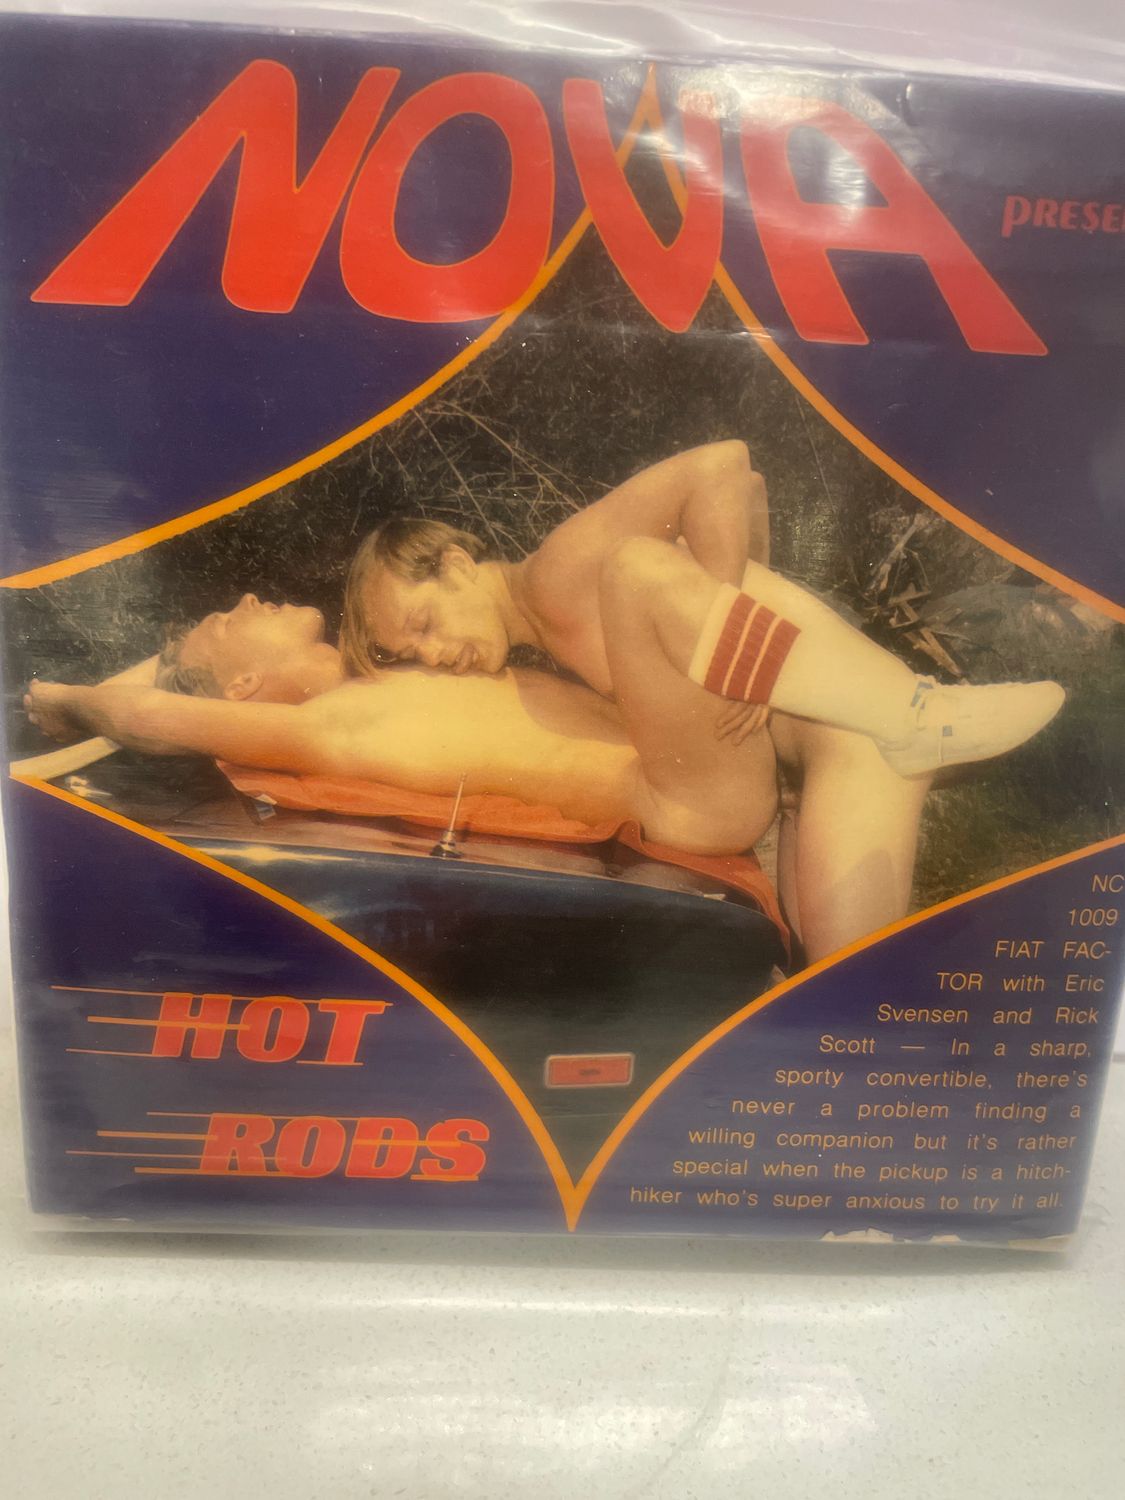 NOVA
PRESE
HOT
RODS
NC
1009
FIAT FAC-
TOR with Eric
Svensen and Rick
Scott — In a sharp,
sporty convertible, there's
never a problem finding a
willing companion but it's rather
special when the pickup is a hitch-
hiker who's super anxious to try it all.